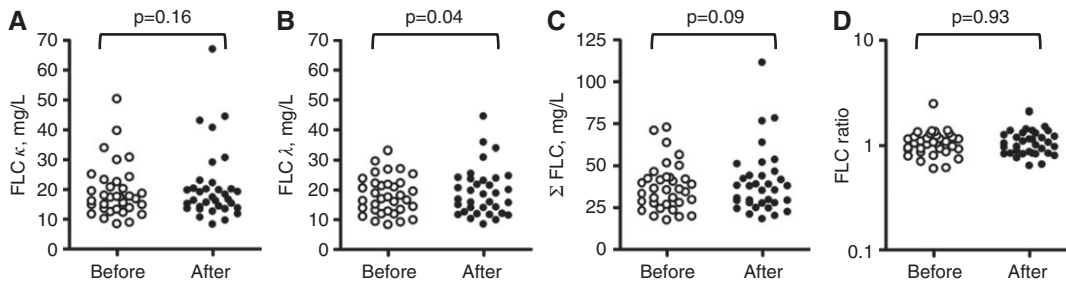 A
p=0.16
FLC κ, mg/L
70
60
50
40
30
20
10
0
Before After
B
p=0.04
FLC λ, mg/L
70
60
50
40
30
20
10
0
Before After
C
p=0.09
Σ FLC, mg/L
125
100
75
50
25
0
Before After
D
p=0.93
FLC ratio
10
1
0.1
Before After